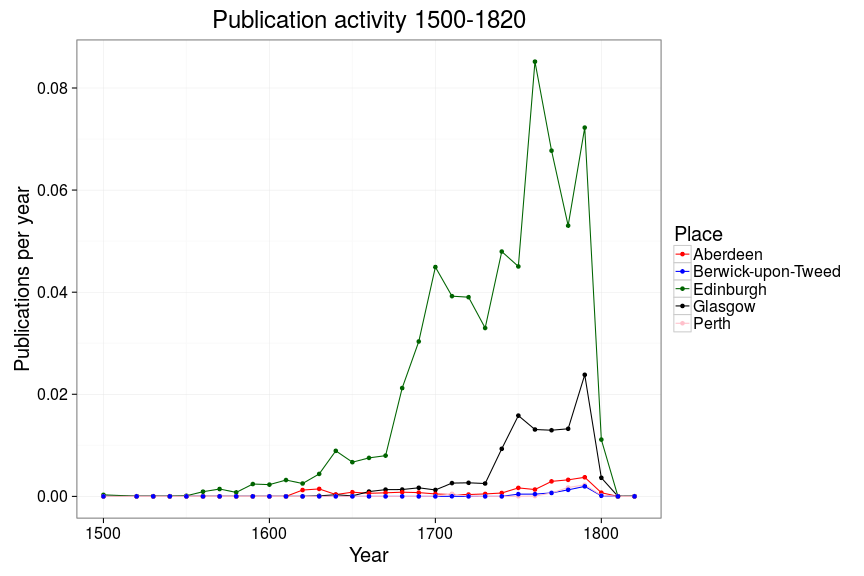 Publication activity 1500-1820
Publications per year
0.08
0.06
0.04
0.02
0.00
1500
1600
1700
1800
Year
Place
Aberdeen
Berwick-upon-Tweed
Edinburgh
Glasgow
Perth